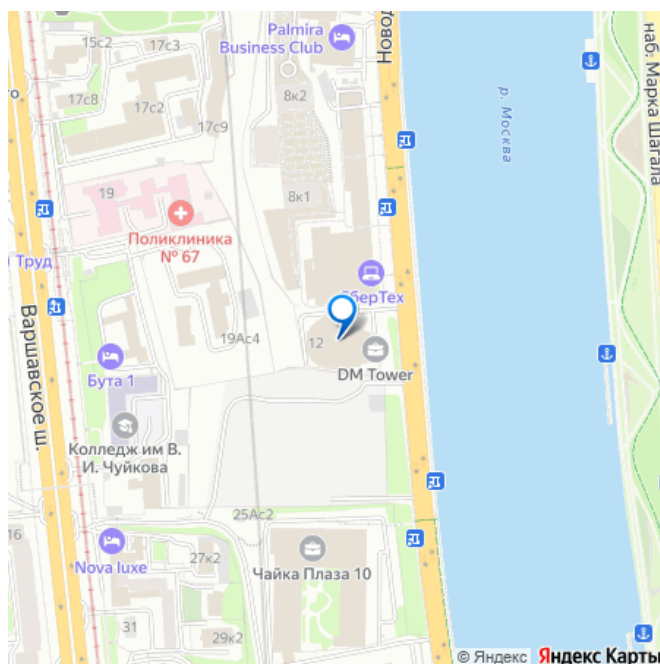 15с2
17с3
Palmira
Business Club
17с8
17с2
17с9
8к2
р. Москва
наб. Марка Шагала
19
8к1
Поликлиника
№ 67
Труд
СберТех
19Ас4
12
DM Tower
Варшавское ш.
Бута 1
Колледж им В.
И. Чуйкова
25Ас2
16
Nova luxe
27к2
Чайка Плаза 10
31
29к2
© Яндекс Яндекс Карты